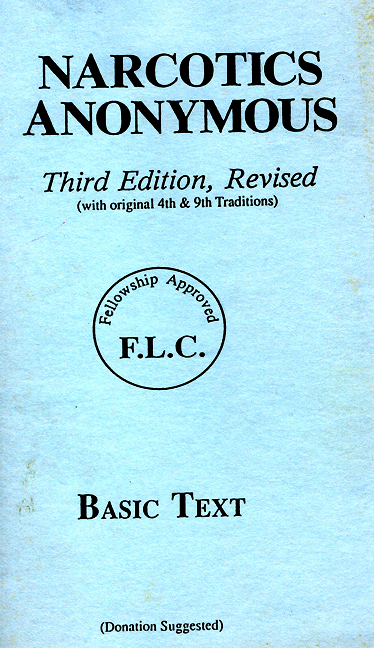 NARCOTICS
ANONYMOUS
Third Edition, Revised
(with original 4th & 9th Traditions)
Fellowship Approved
F.L.C.
BASIC TEXT
(Donation Suggested)